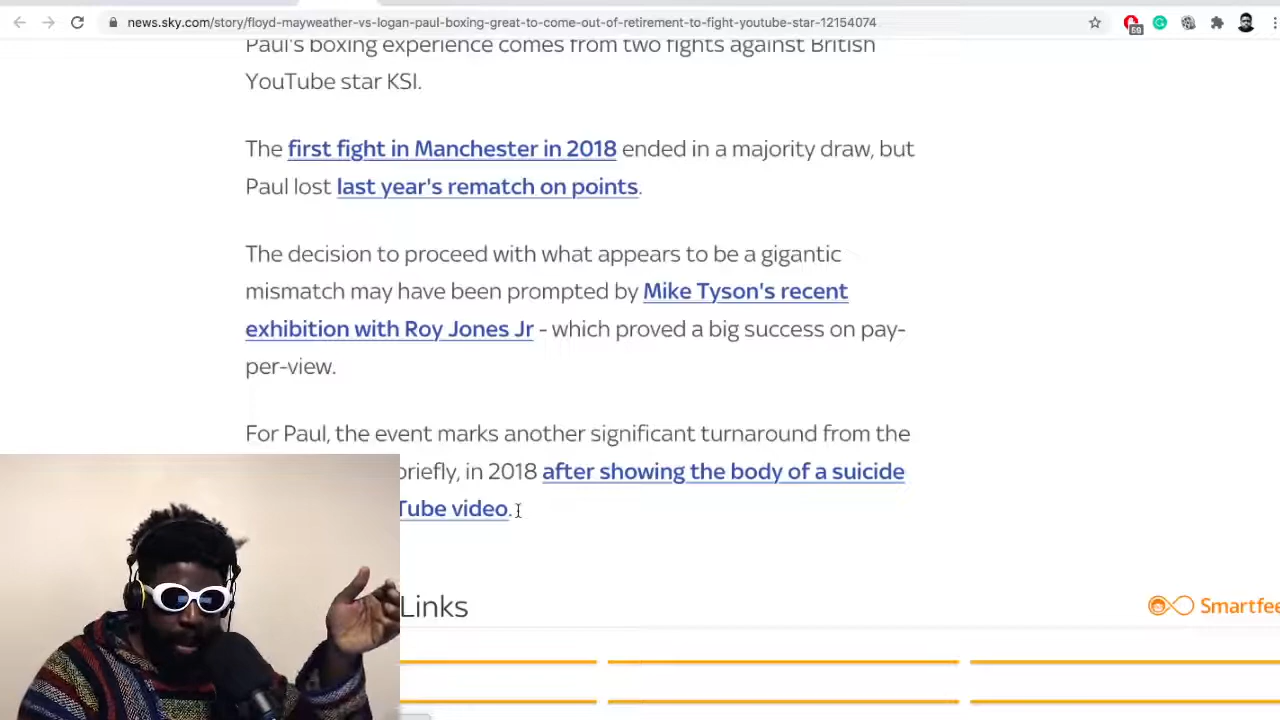 news.sky.com/story/floyd-mayweather-vs-logan-paul-boxing-great-to-come-out-of-retirement-to-fight-youtube-star-12154074
59
Paul's boxing experience comes from two fights against British
YouTube star KSI.
The first fight in Manchester in 2018 ended in a majority draw, but
Paul lost last year's rematch on points.
The decision to proceed with what appears to be a gigantic
mismatch may have been prompted by Mike Tyson's recent
exhibition with Roy Jones Jr - which proved a big success on pay-
per-view.
For Paul, the event marks another significant turnaround from the
briefly, in 2018 after showing the body of a suicide
Tube video.
Links
Smartfee